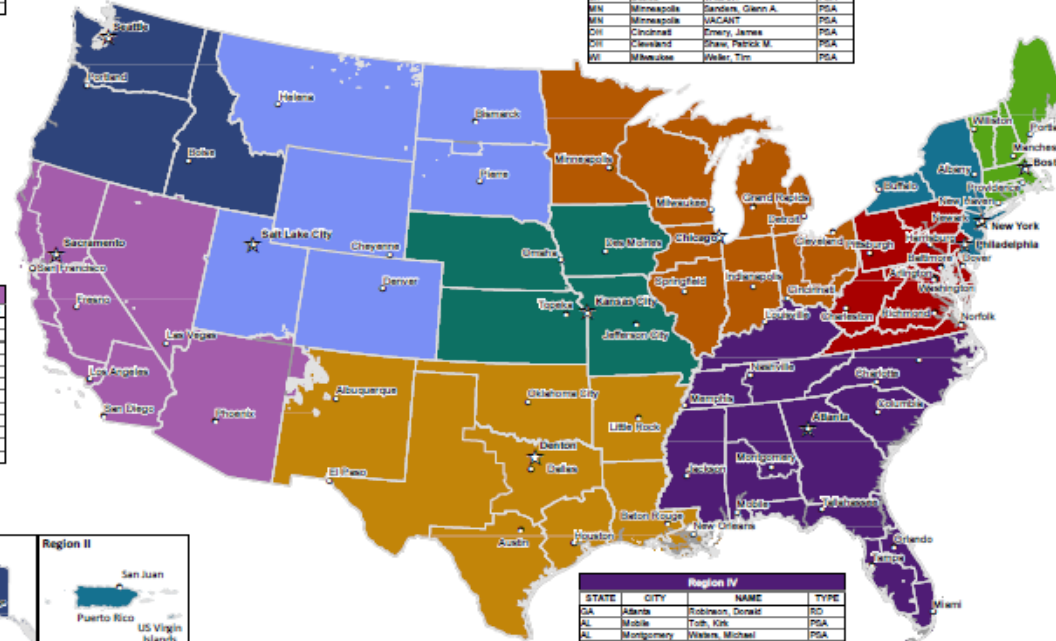 MN Minneapolis Sanders, Glenn A. PSA
MN Minneapolis VACANT PSA
OH Cincinnati Emery, James PSA
OH Cleveland Shaw, Patrick M. PSA
WI Milwaukee Weller, Tim PSA
Seattle
Portland
Helena
Bismarck
Boise
Pierre
Minneapolis
Williston
Manches
Albany
Bost
Buffalo
Providence
New Haven
Milwaukee
Grand Rapids
Detroit
Newark
New York
Sacramento
Salt Lake City
Cheyenne
Omaha
Des Moines
Chicago
Cleveland
Pittsburgh
Harrisburg
Philadelphia
San Francisco
Denver
Springfield
Indianapolis
Cincinnati
Baltimore
Dover
Arlington
Washington
Fresno
Topeka
Kansas City
Jefferson City
Louisville
Charleston
Richmond
Norfolk
Las Vegas
Los Angeles
Albuquerque
Oklahoma City
Nashville
Charlotte
San Diego
Phoenix
Little Rock
Memphis
Columbia
Atlanta
Denton
Dallas
El Paso
Jackson
Montgomery
Austin
Houston
Baton Rouge
New Orleans
Mobile
Tallahassee
Orlando
Tampa
Miami
Region II
San Juan
Puerto Rico
US Virgin
Islands
Region IV
STATE CITY NAME TYPE
GA Atlanta Robinson, Donald RD
AL Mobile Toth, Kirk PSA
AL Montgomery Waters, Michael PSA